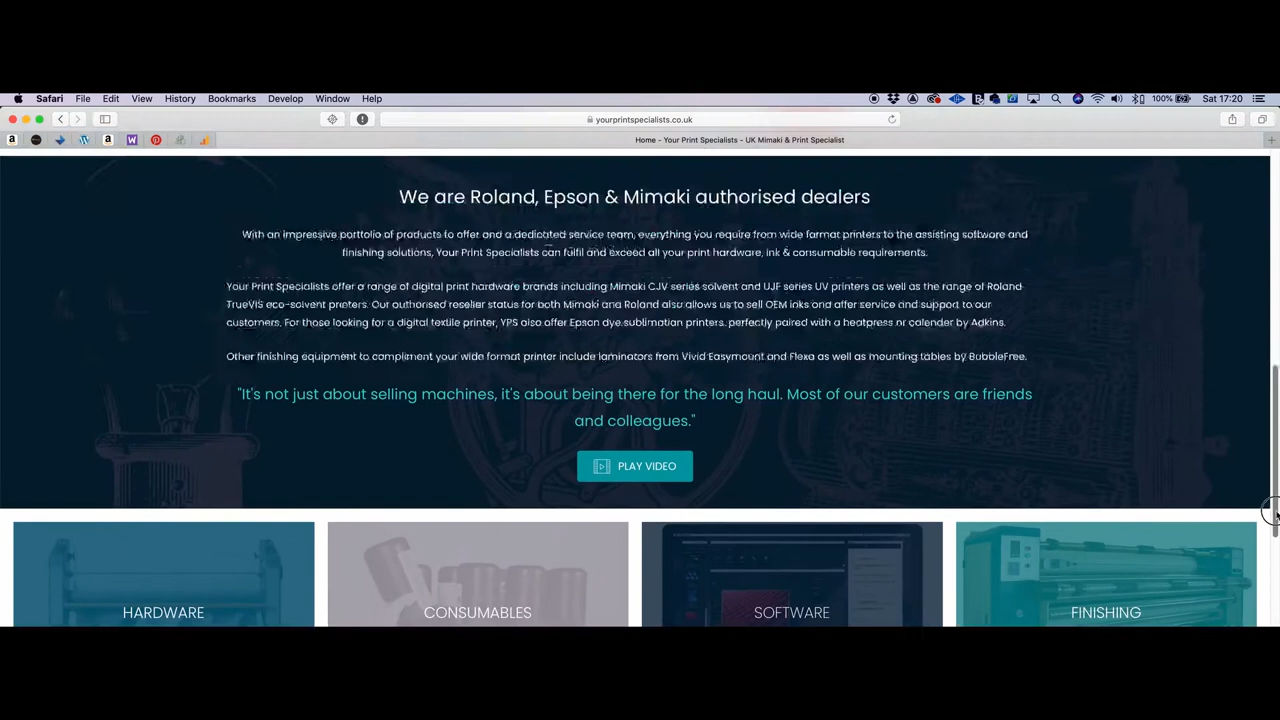 Safari File Edit View History Bookmarks Develop Window Help 100% Sat 17:20
yourprintspecialists.co.uk
Home - Your Print Specialists - UK Mimaki & Print Specialist
We are Roland, Epson & Mimaki authorised dealers
With an impressive portfolio of products to offer and a dedicated service team, everything you require from wide format printers to the assisting software and
finishing solutions, Your Print Specialists can fulfil and exceed all your print hardware, ink & consumable requirements.
Your Print Specialists offer a range of digital print hardware brands including Mimaki CJV series solvent and UJF series UV printers as well as the range of Roland
TrueVIS eco-solvent printers. Our authorised reseller status for both Mimaki and Roland also allows us to sell OEM inks and offer service and support to our
customers. For those looking for a digital textile printer, YPS also offer Epson dye sublimation printers, perfectly paired with a heatpress or calender by Adkins.
Other finishing equipment to compliment your wide format printer include laminators from Vivid Easymount and Flexa as well as mounting tables by BubbleFree.
"It's not just about selling machines, it's about being there for the long haul. Most of our customers are friends
and colleagues."
PLAY VIDEO
HARDWARE CONSUMABLES SOFTWARE FINISHING